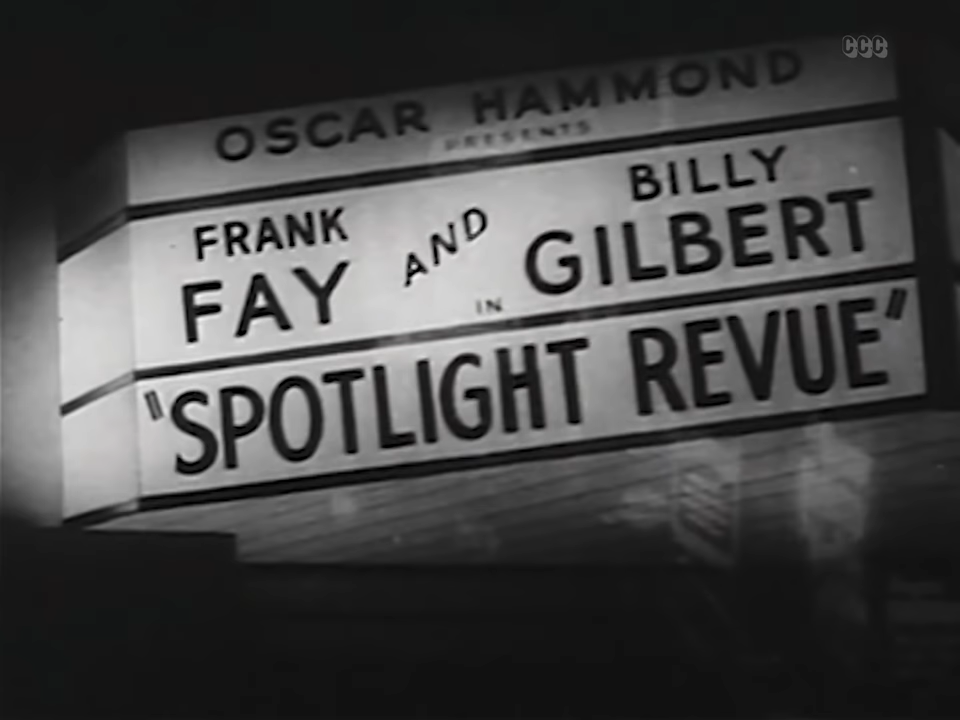 CCC
OSCAR HAMMOND
PRESENTS
FRANK FAY AND BILLY GILBERT
IN
"SPOTLIGHT REVUE"